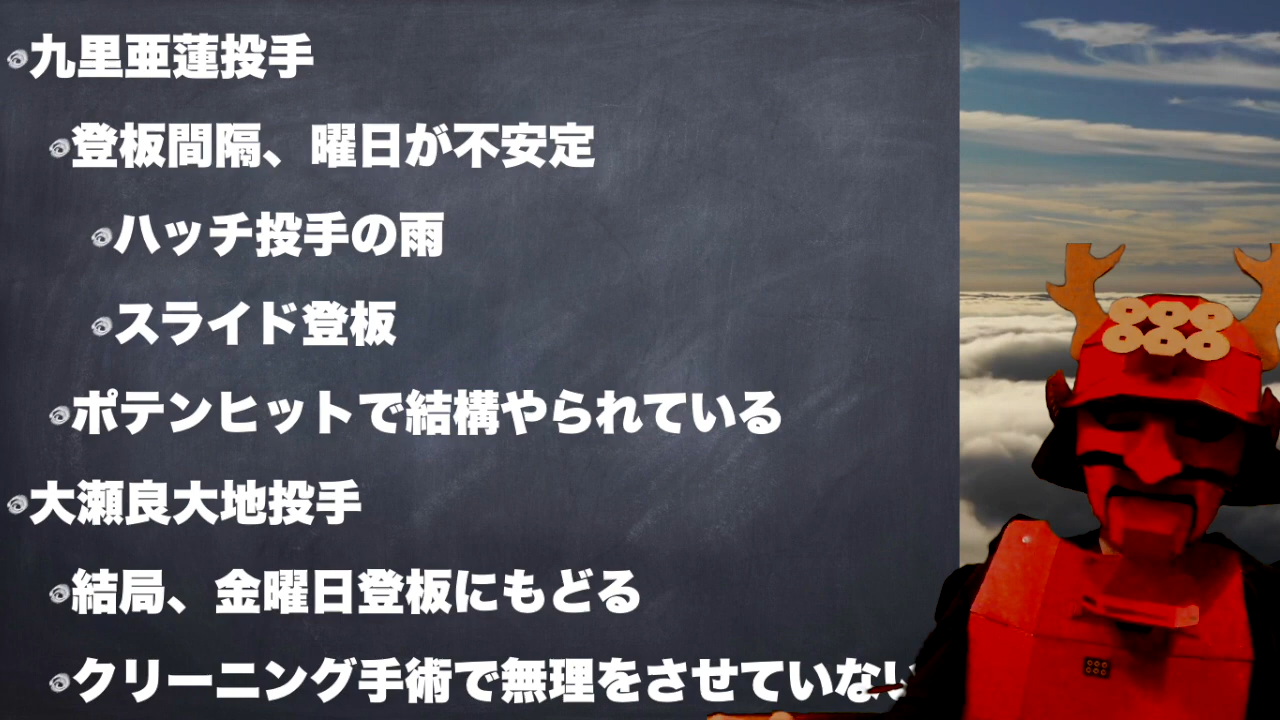 九里亜蓮投手
登板間隔、曜日が不安定
ハッチ投手の雨
スライド登板
ポテンヒットで結構やられている
大瀬良大地投手
結局、金曜日登板にもどる
クリーニング手術で無理をさせていない